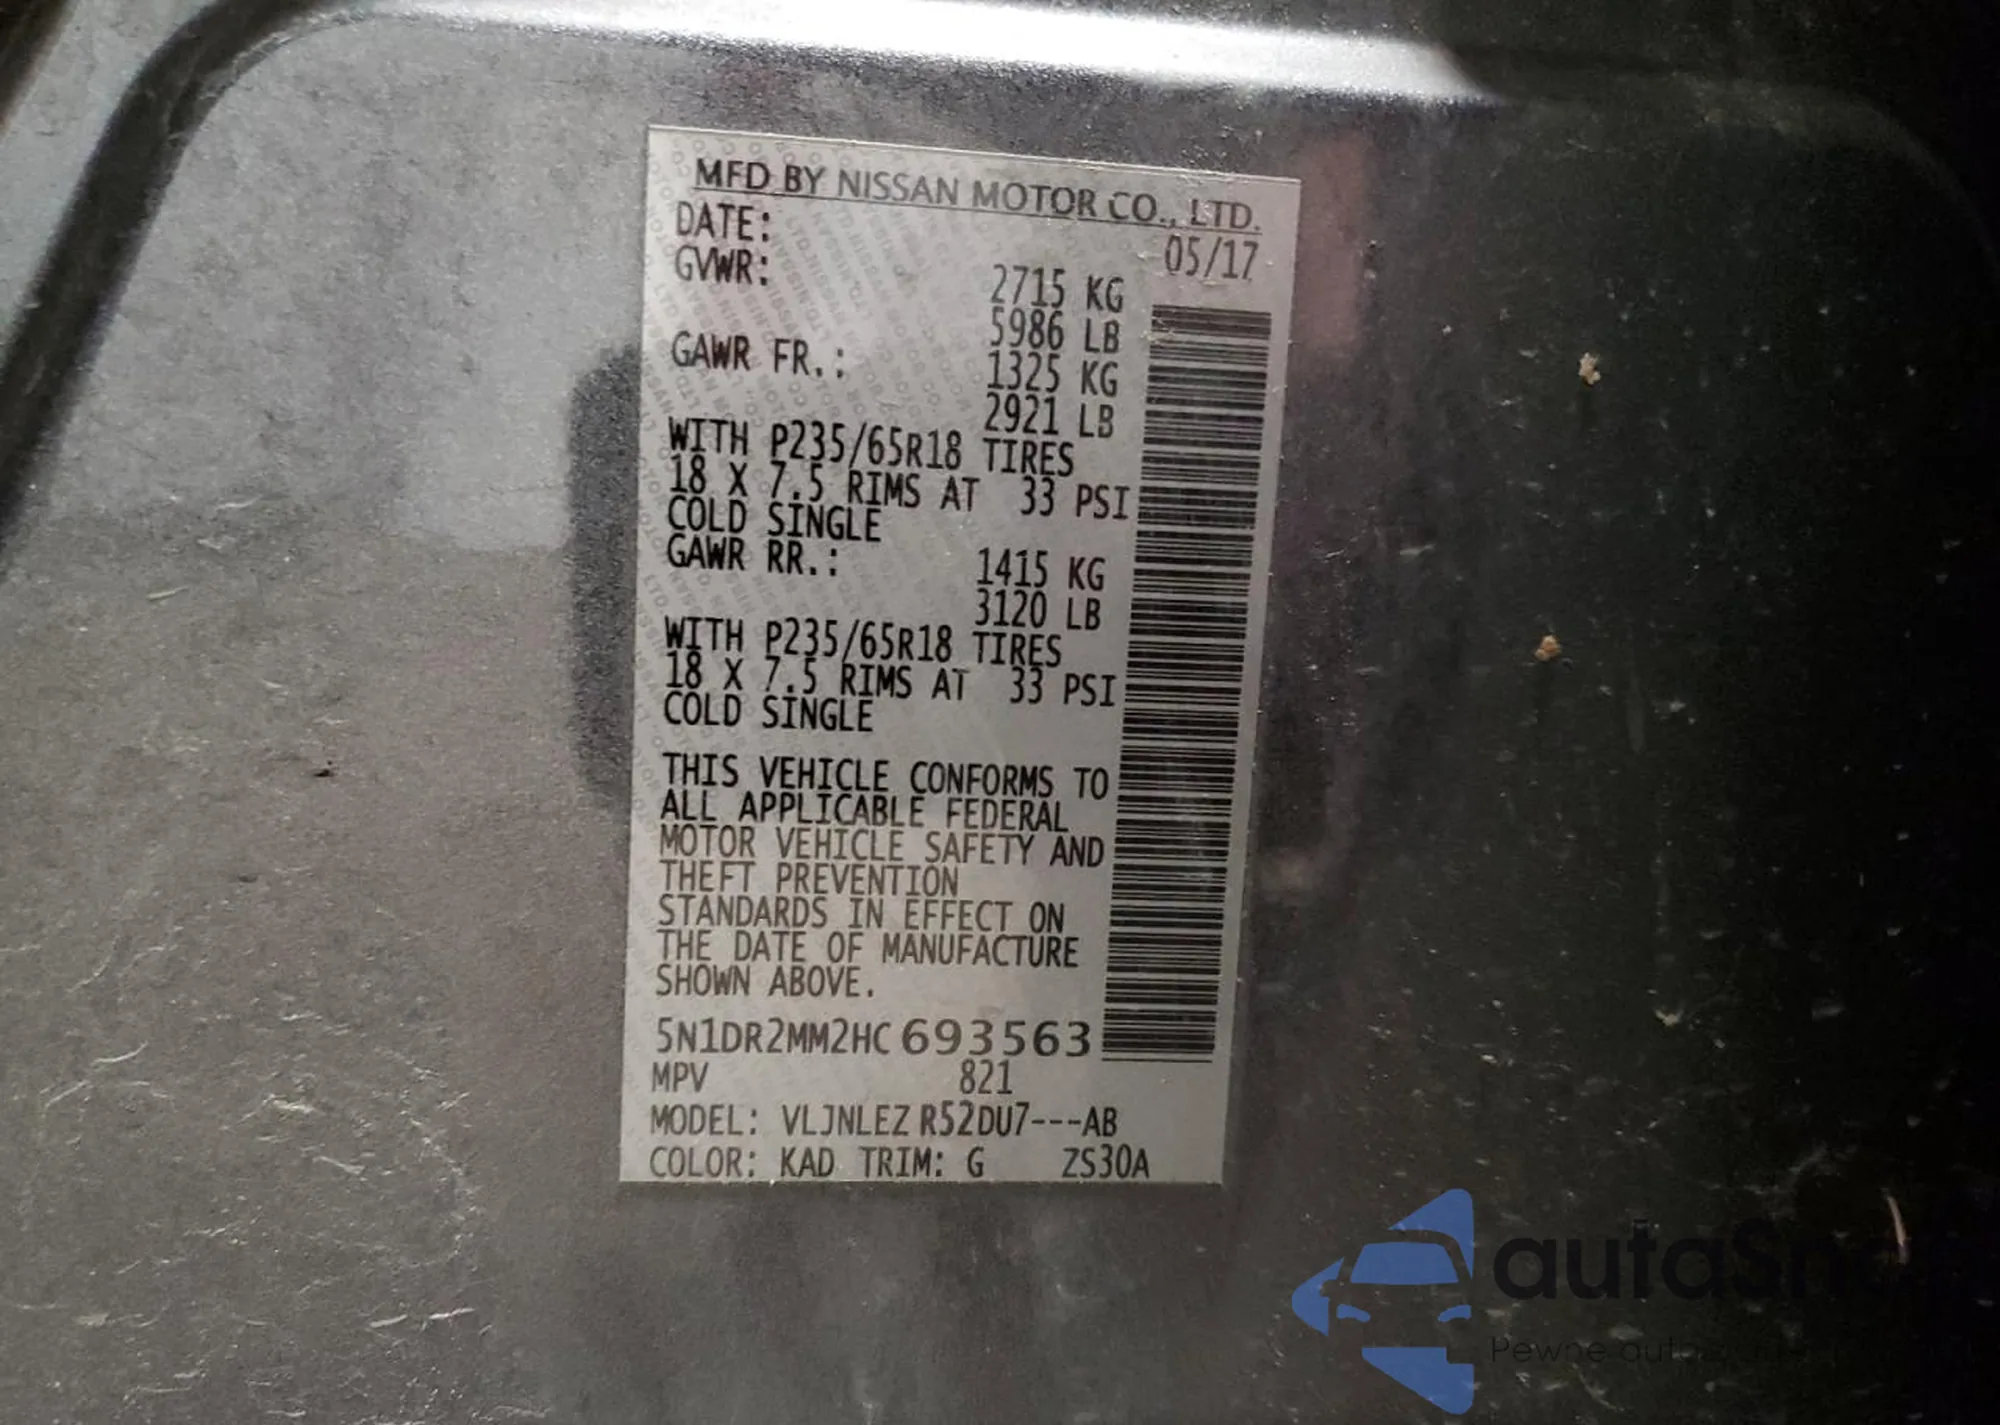 MFD BY NISSAN MOTOR CO., LTD.
DATE: 05/17
GVWR: 2715 KG
5986 LB
GAWR FR.: 1325 KG
2921 LB
WITH P235/65R18 TIRES
18 X 7.5 RIMS AT 33 PSI
COLD SINGLE
GAWR RR.: 1415 KG
3120 LB
WITH P235/65R18 TIRES
18 X 7.5 RIMS AT 33 PSI
COLD SINGLE
THIS VEHICLE CONFORMS TO
ALL APPLICABLE FEDERAL
MOTOR VEHICLE SAFETY AND
THEFT PREVENTION
STANDARDS IN EFFECT ON
THE DATE OF MANUFACTURE
SHOWN ABOVE.
5N1DR2MM2HC693563
MPV 821
MODEL: VLJNLEZ R52DU7---AB
COLOR: KAD TRIM: G ZS30A
Pewne